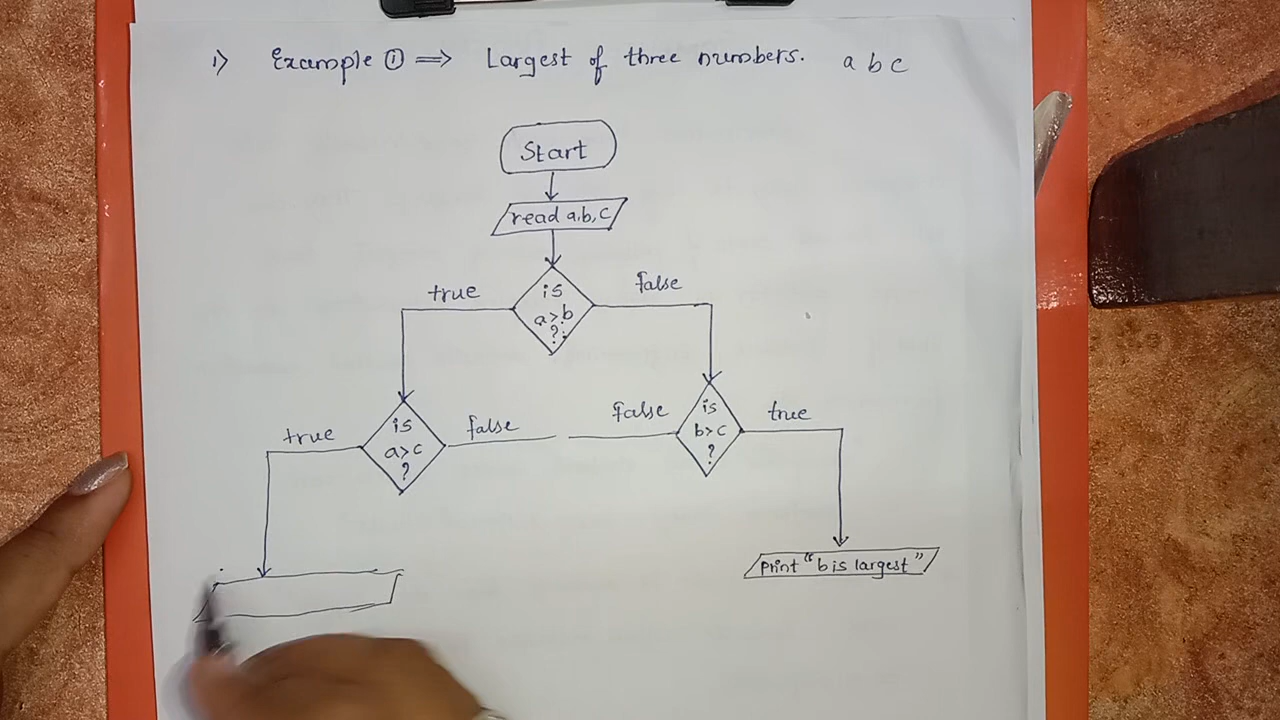 1) Example ① ⟹ Largest of three numbers. a b c
Start
read a,b,c
true
false
is
a>b
?
is
a>c
?
true
false
false
is
b>c
?
true
Print "b is largest"